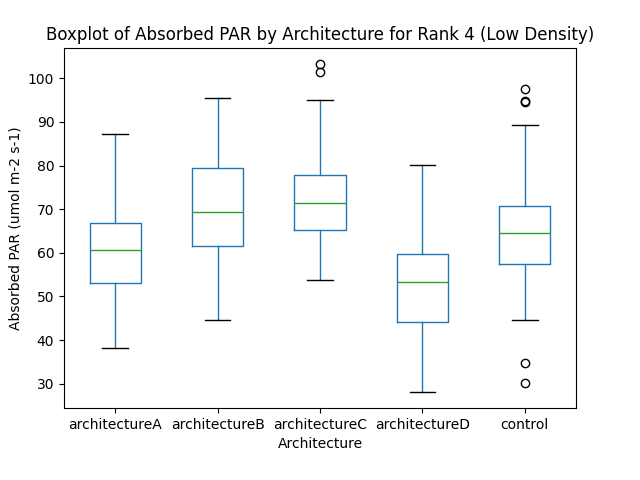 Boxplot of Absorbed PAR by Architecture for Rank 4 (Low Density)
Absorbed PAR (umol m-2 s-1)
100
90
80
70
60
50
40
30
architectureA architectureB architectureC architectureD control
Architecture